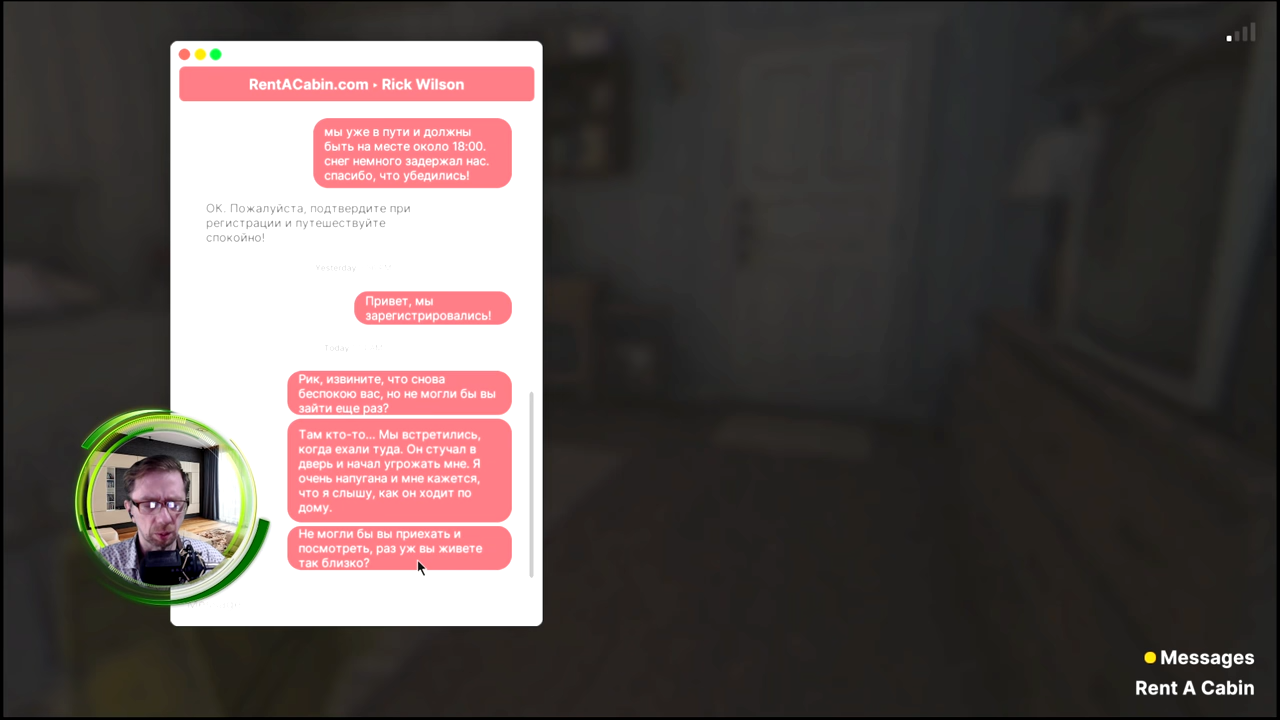 RentACabin.com • Rick Wilson
мы уже в пути и должны
быть на месте около 18:00.
снег немного задержал нас.
спасибо, что убедились!
ОК. Пожалуйста, подтвердите при
регистрации и путешествуйте
спокойно!
Yesterday
Привет, мы
зарегистрировались!
Today
Рик, извините, что снова
беспокою вас, но не могли бы вы
зайти еще раз?
Там кто-то... Мы встретились,
когда ехали туда. Он стучал в
дверь и начал угрожать мне. Я
очень напугана и мне кажется,
что я слышу, как он ходит по
дому.
Не могли бы вы приехать и
посмотреть, раз уж вы живете
так близко?
Messages
Rent A Cabin